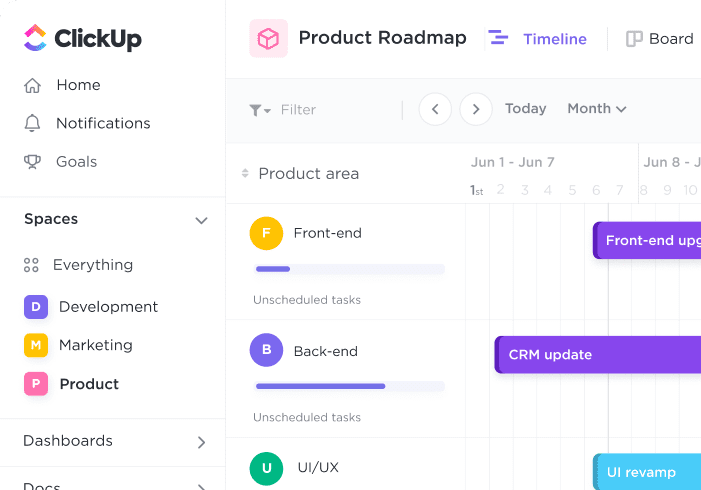 ClickUp
Home
Notifications
Goals
Spaces
Everything
D Development
M Marketing
P Product
Dashboards
Docs
Product Roadmap
Timeline
Board
Filter
Today
Month
Product area
Jun 1 - Jun 7
Jun 8 - J
1st 2 3 4 5 6 7 8 9 10
F Front-end
Unscheduled tasks
Front-end upg
B Back-end
Unscheduled tasks
CRM update
U UI/UX
UI revamp